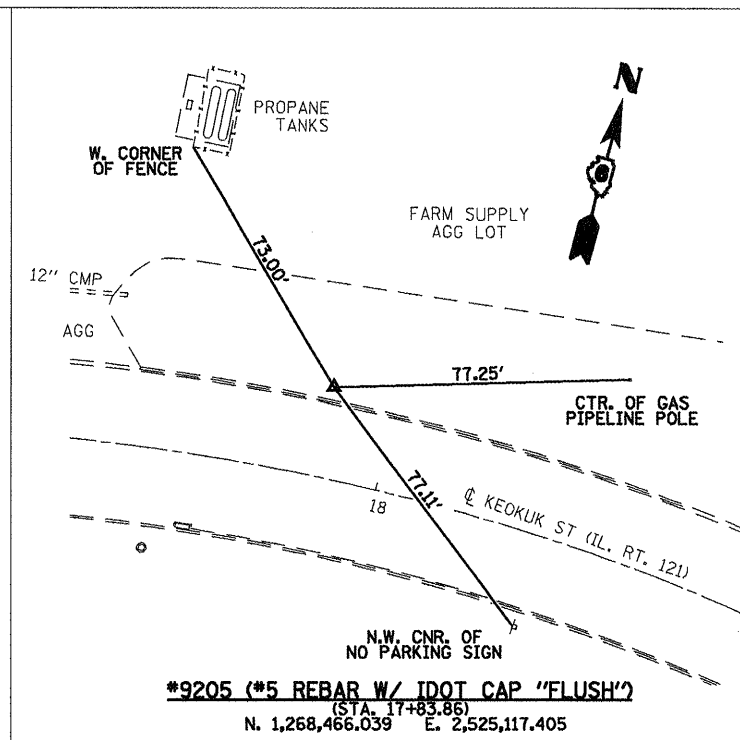 N
6
PROPANE
TANKS
W. CORNER
OF FENCE
FARM SUPPLY
AGG LOT
73.00'
12" CMP
AGG
77.25'
CTR. OF GAS
PIPELINE POLE
77.11'
18
℄ KEOKUK ST (IL. RT. 121)
N.W. CNR. OF
NO PARKING SIGN
#9205 (#5 REBAR W/ IDOT CAP "FLUSH")
(STA. 17+83.86)
N. 1,268,466.039 E. 2,525,117.405